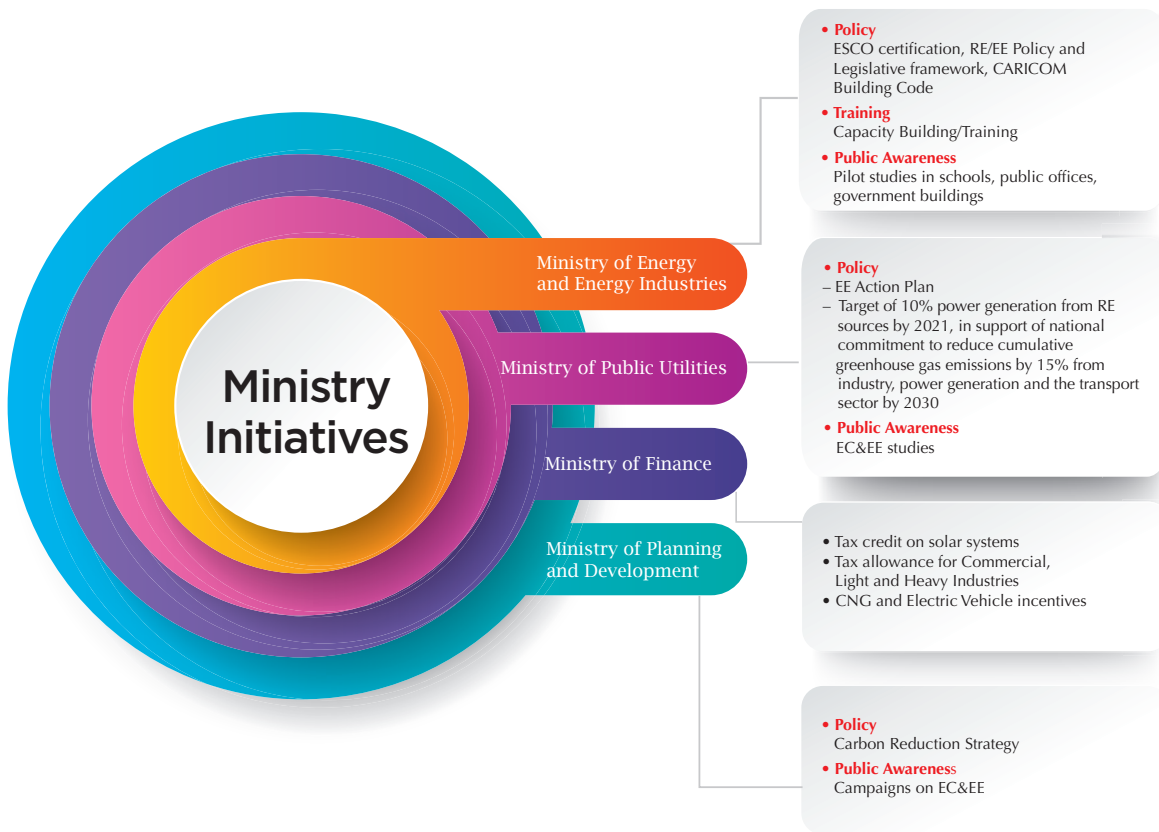 Ministry
Initiatives
Ministry of Energy
and Energy Industries
Ministry of Public Utilities
Ministry of Finance
Ministry of Planning
and Development
• Policy
ESCO certification, RE/EE Policy and
Legislative framework, CARICOM
Building Code
• Training
Capacity Building/Training
• Public Awareness
Pilot studies in schools, public offices,
government buildings
• Policy
– EE Action Plan
– Target of 10% power generation from RE
sources by 2021, in support of national
commitment to reduce cumulative
greenhouse gas emissions by 15% from
industry, power generation and the transport
sector by 2030
• Public Awareness
EC&EE studies
• Tax credit on solar systems
• Tax allowance for Commercial,
Light and Heavy Industries
• CNG and Electric Vehicle incentives
• Policy
Carbon Reduction Strategy
• Public Awareness
Campaigns on EC&EE